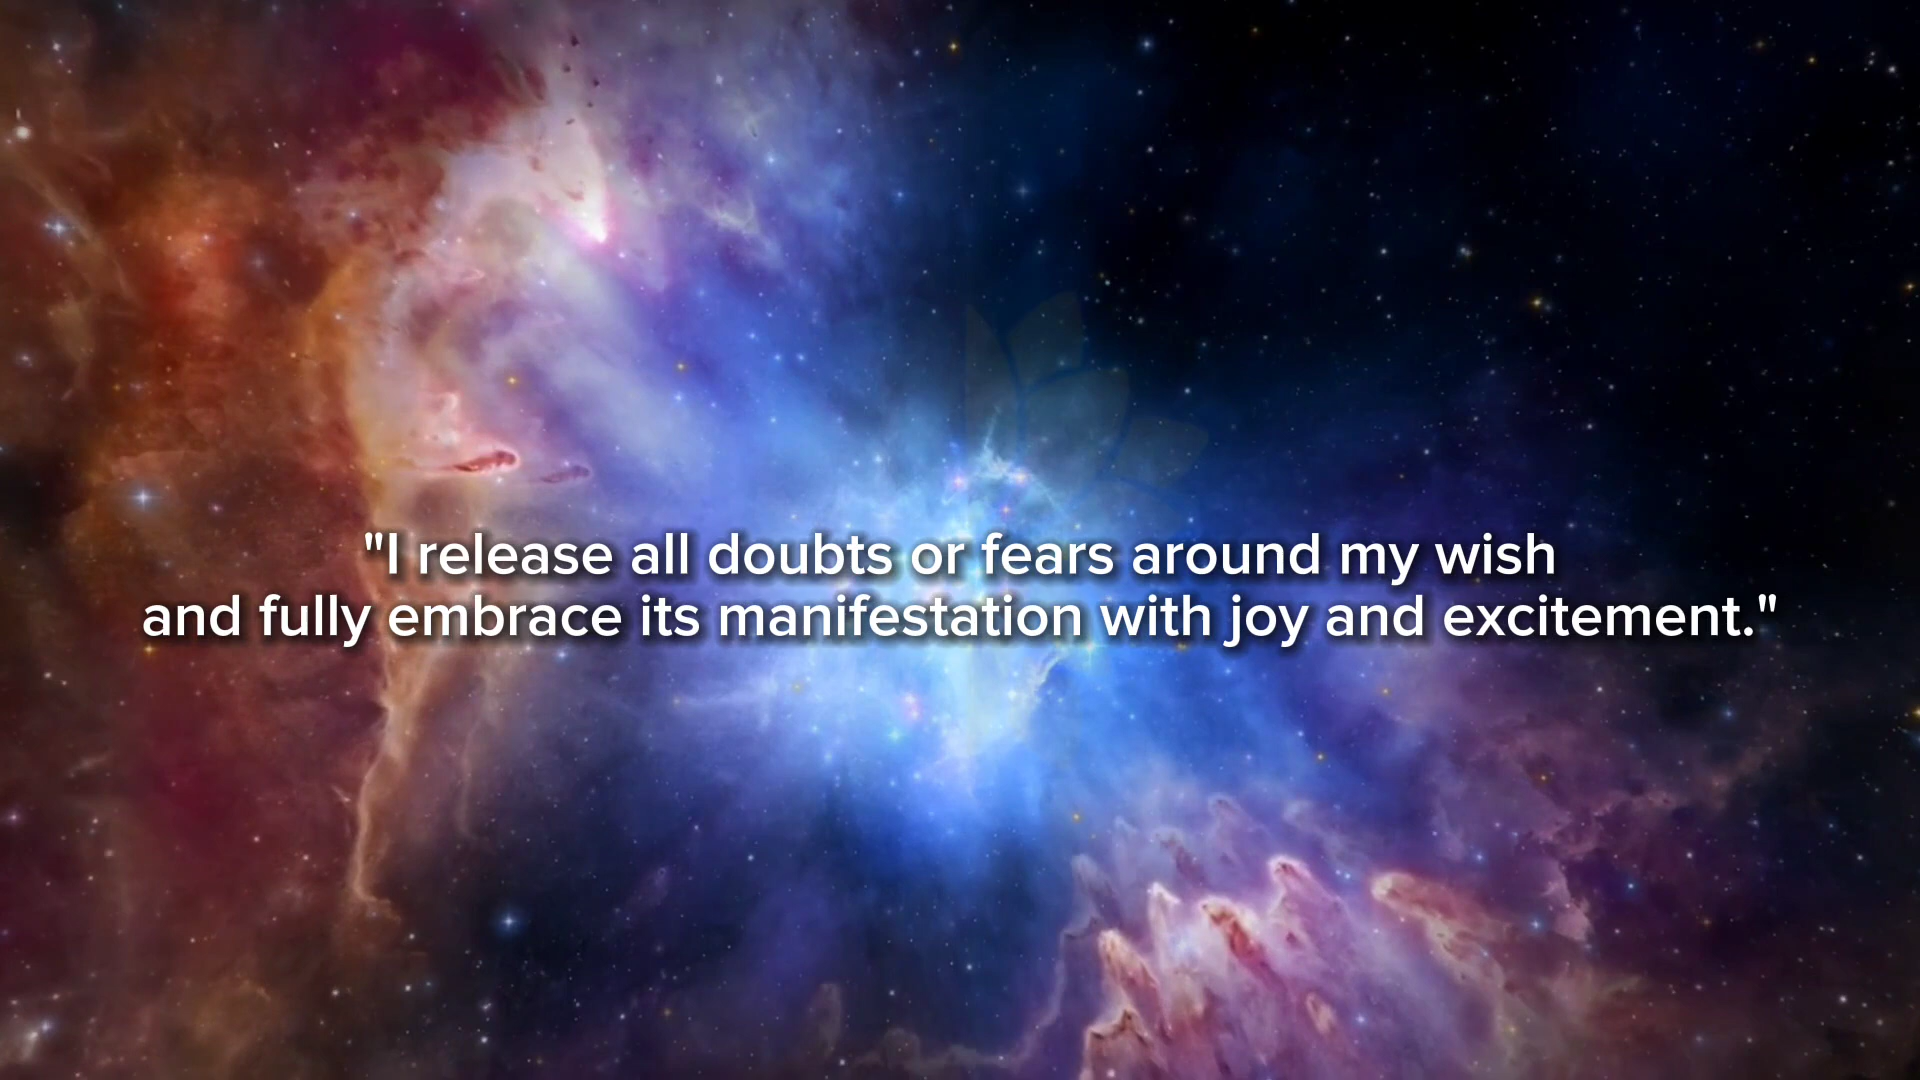 "I release all doubts or fears around my wish
and fully embrace its manifestation with joy and excitement."